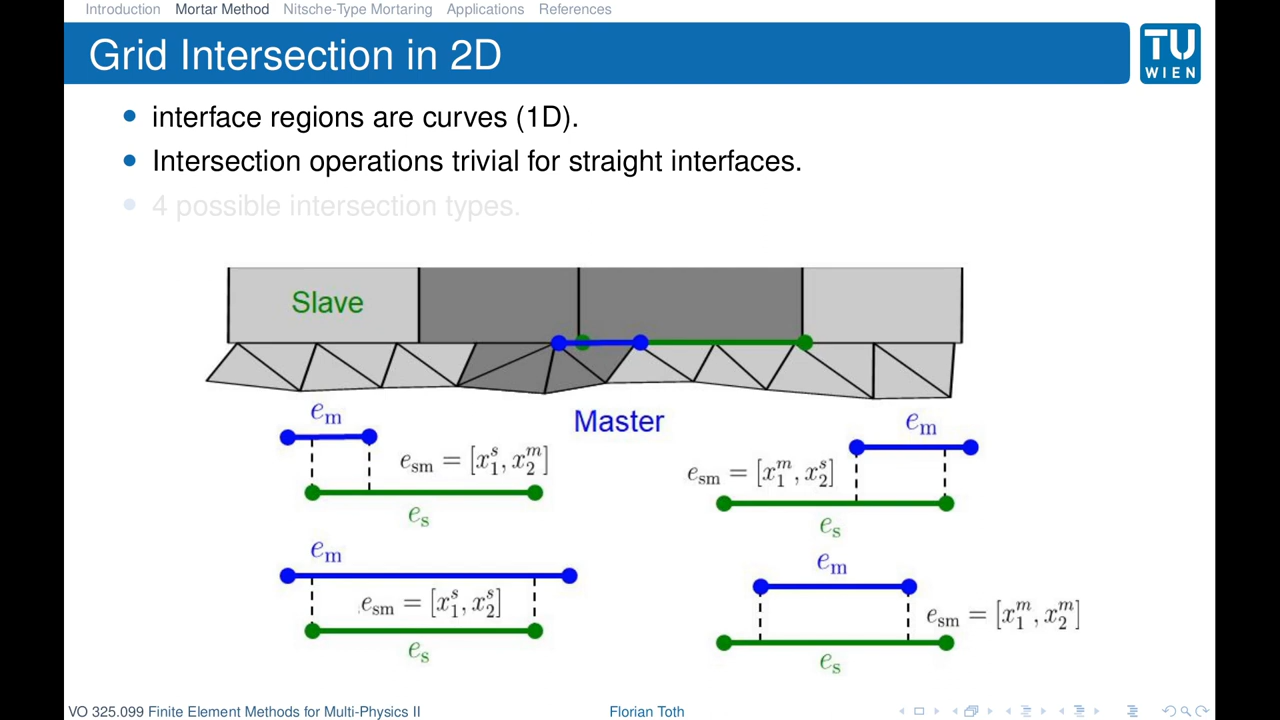 Introduction Mortar Method Nitsche-Type Mortaring Applications References
Grid Intersection in 2D
TU
WIEN
interface regions are curves (1D).
Intersection operations trivial for straight interfaces.
4 possible intersection types.
Slave
Master
e_m
e_sm = [x_1^s, x_2^m]
e_s
e_m
e_sm = [x_1^m, x_2^s]
e_s
e_m
e_sm = [x_1^s, x_2^s]
e_s
e_m
e_sm = [x_1^m, x_2^m]
e_s
VO 325.099 Finite Element Methods for Multi-Physics II Florian Toth